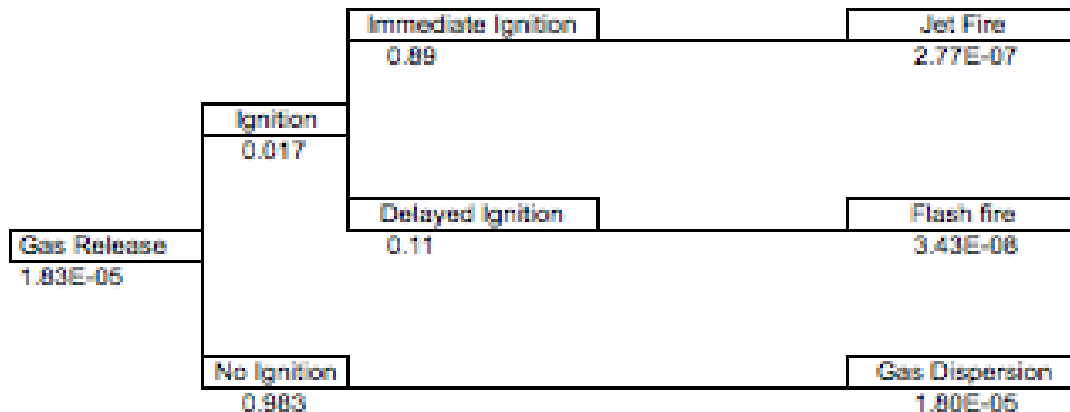 Immediate Ignition
0.89
Jet Fire
2.77E-07
Ignition
0.017
Delayed Ignition
0.11
Flash fire
3.43E-08
Gas Release
1.83E-05
No Ignition
0.983
Gas Dispersion
1.80E-05